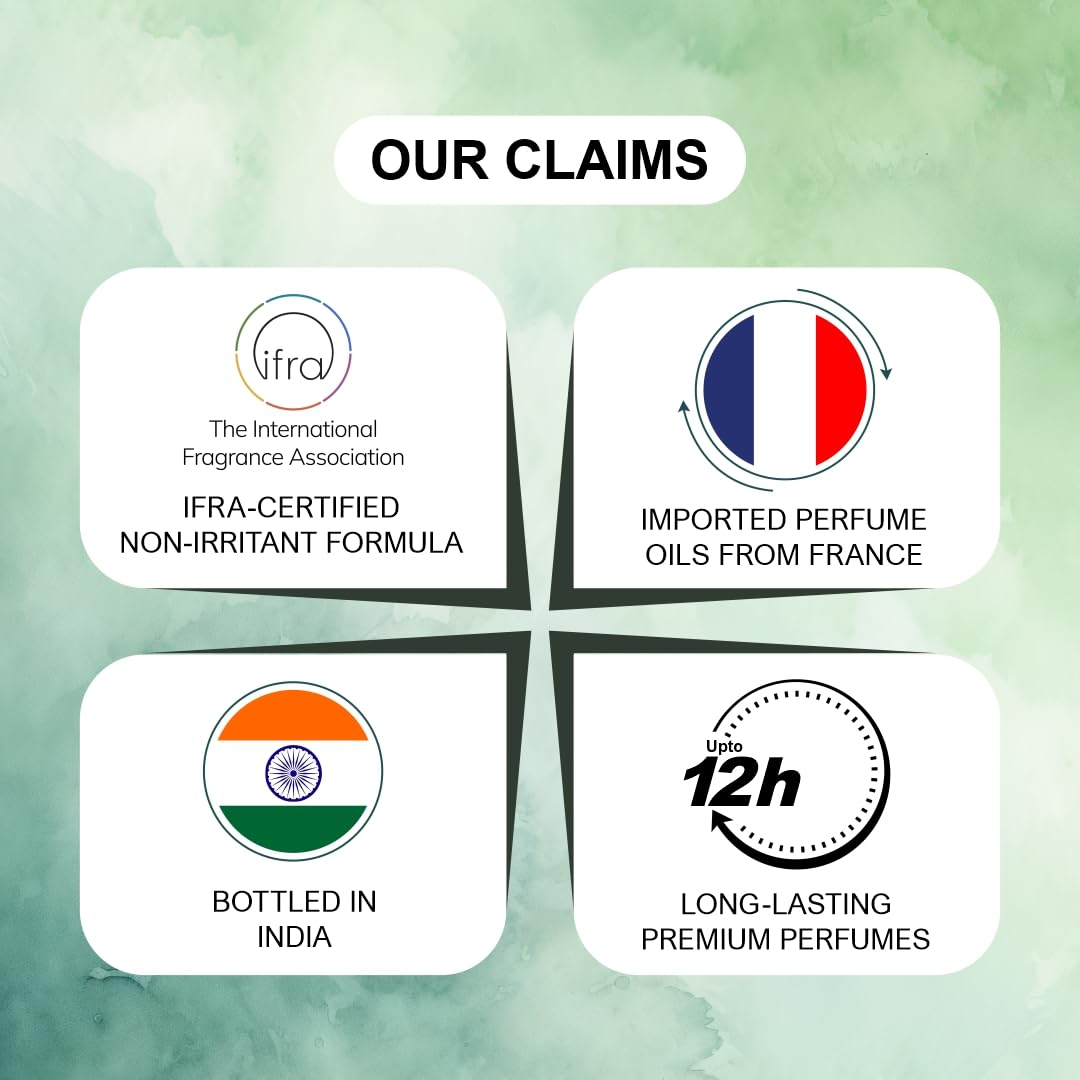 OUR CLAIMS
ifra
The International
Fragrance Association
IFRA-CERTIFIED
NON-IRRITANT FORMULA
IMPORTED PERFUME
OILS FROM FRANCE
BOTTLED IN
INDIA
Upto
12h
LONG-LASTING
PREMIUM PERFUMES